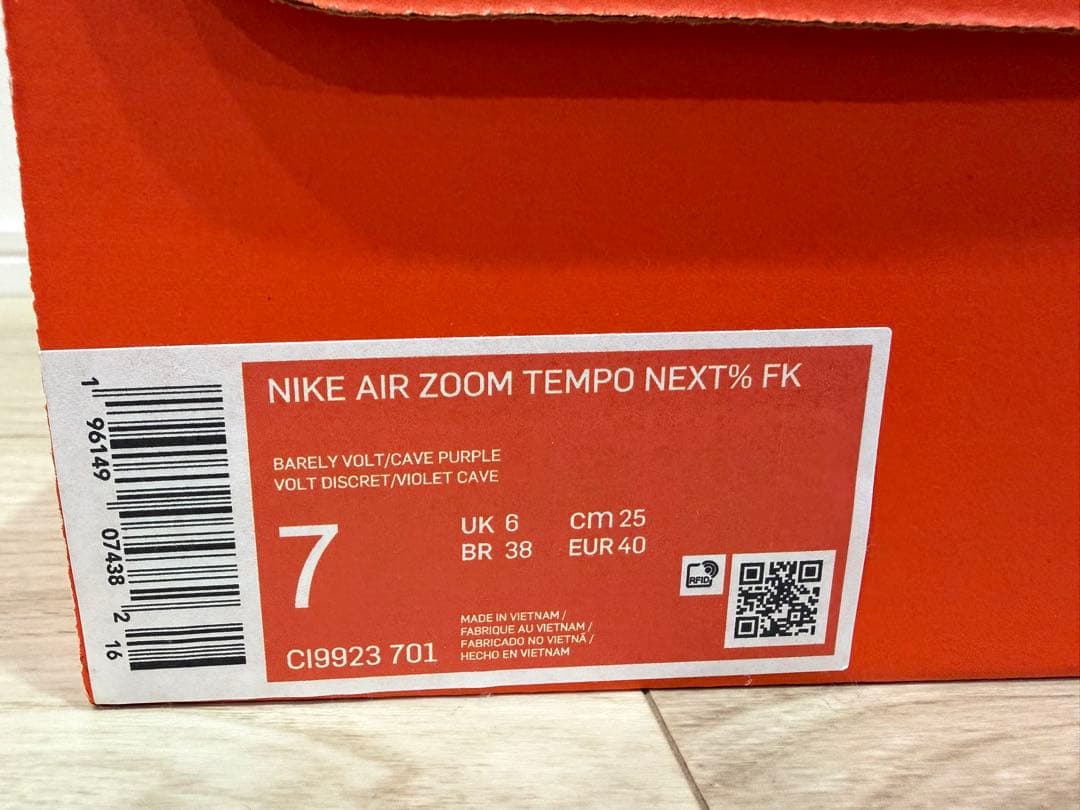 NIKE AIR ZOOM TEMPO NEXT% FK
BARELY VOLT/CAVE PURPLE
VOLT DISCRET/VIOLET CAVE
7
UK 6
cm 25
BR 38
EUR 40
RFID
CI9923 701
MADE IN VIETNAM /
FABRIQUE AU VIETNAM /
FABRICADO NO VIETNÃ /
HECHO EN VIETNAM
1 96149 07438 2 16